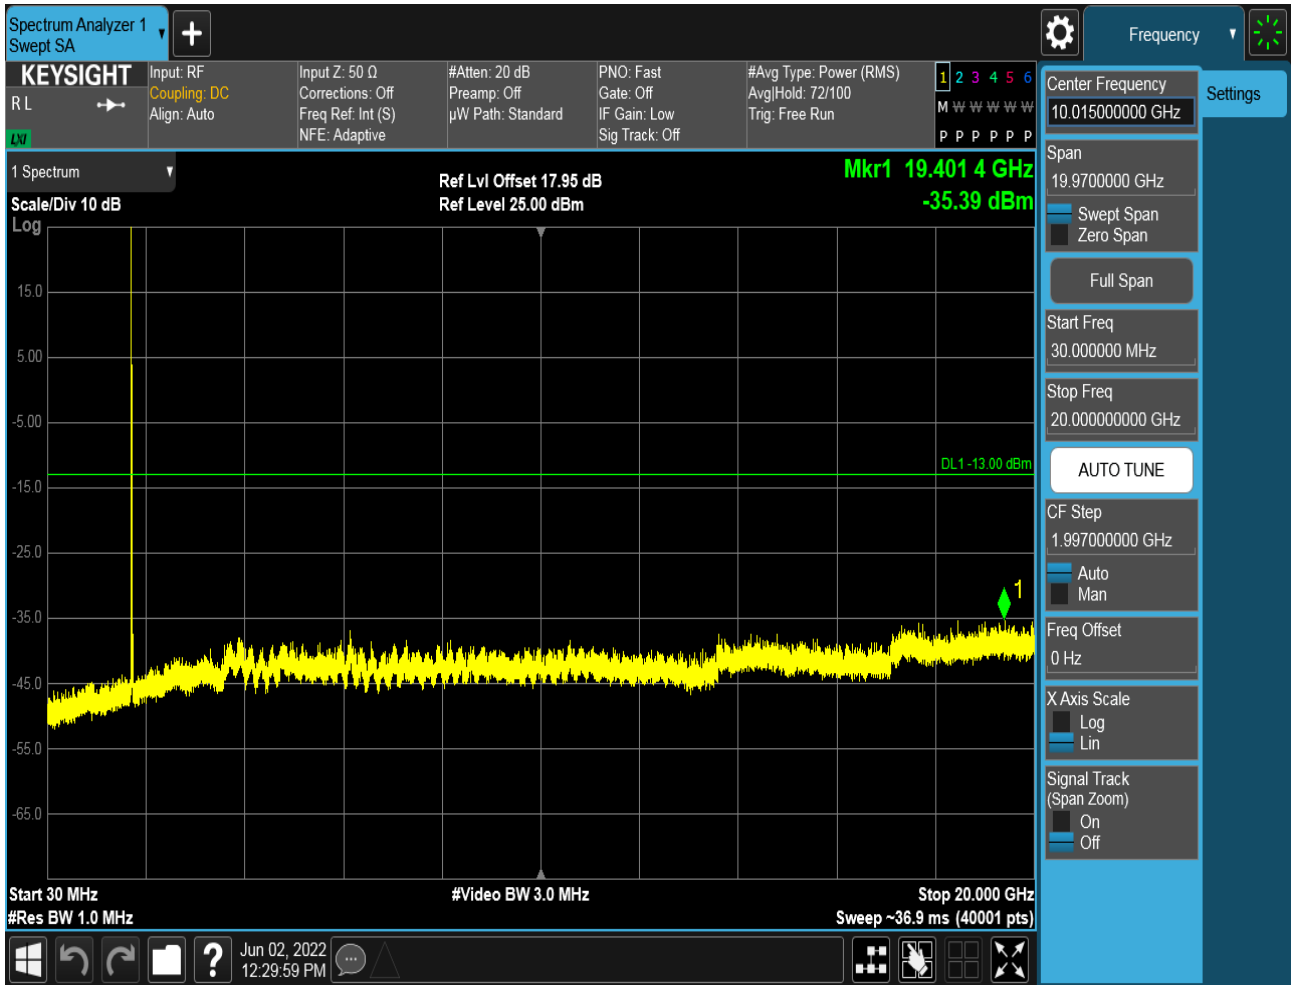 Spectrum Analyzer 1
Swept SA
Frequency
KEYSIGHT
R L
LXI
Input: RF
Coupling: DC
Align: Auto
Input Z: 50 Ω
Corrections: Off
Freq Ref: Int (S)
NFE: Adaptive
#Atten: 20 dB
Preamp: Off
µW Path: Standard
PNO: Fast
Gate: Off
IF Gain: Low
Sig Track: Off
#Avg Type: Power (RMS)
Avg|Hold: 72/100
Trig: Free Run
1 2 3 4 5 6
M W W W W W
P P P P P P
1 Spectrum
Scale/Div 10 dB
Log
Ref Lvl Offset 17.95 dB
Ref Level 25.00 dBm
Mkr1 19.401 4 GHz
-35.39 dBm
15.0
5.00
-5.00
-15.0
-25.0
-35.0
-45.0
-55.0
-65.0
DL1 -13.00 dBm
1
Start 30 MHz
#Res BW 1.0 MHz
#Video BW 3.0 MHz
Stop 20.000 GHz
Sweep ~36.9 ms (40001 pts)
Center Frequency
10.015000000 GHz
Settings
Span
19.9700000 GHz
Swept Span
Zero Span
Full Span
Start Freq
30.000000 MHz
Stop Freq
20.000000000 GHz
AUTO TUNE
CF Step
1.997000000 GHz
Auto
Man
Freq Offset
0 Hz
X Axis Scale
Log
Lin
Signal Track
(Span Zoom)
On
Off
?
Jun 02, 2022
12:29:59 PM